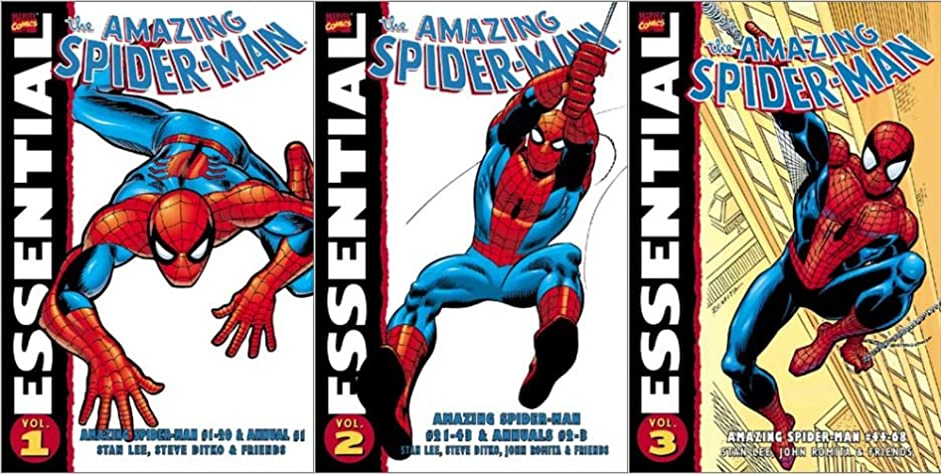 MARVEL
COMICS
ESSENTIAL
the AMAZING
SPIDER-MAN
VOL.
1
AMAZING SPIDER-MAN #1-20 & ANNUAL #1
STAN LEE, STEVE DITKO & FRIENDS
MARVEL
COMICS
ESSENTIAL
the AMAZING
SPIDER-MAN
VOL.
2
AMAZING SPIDER-MAN
#21-43 & ANNUALS #2-3
STAN LEE, STEVE DITKO, JOHN ROMITA & FRIENDS
MARVEL
COMICS
ESSENTIAL
the AMAZING
SPIDER-MAN
VOL.
3
AMAZING SPIDER-MAN #44-68
STAN LEE, JOHN ROMITA & FRIENDS